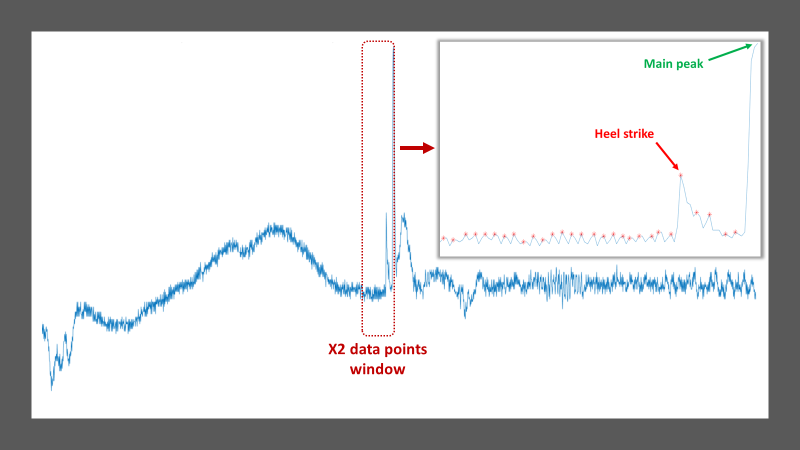 Main peak
Heel strike
X2 data points
window